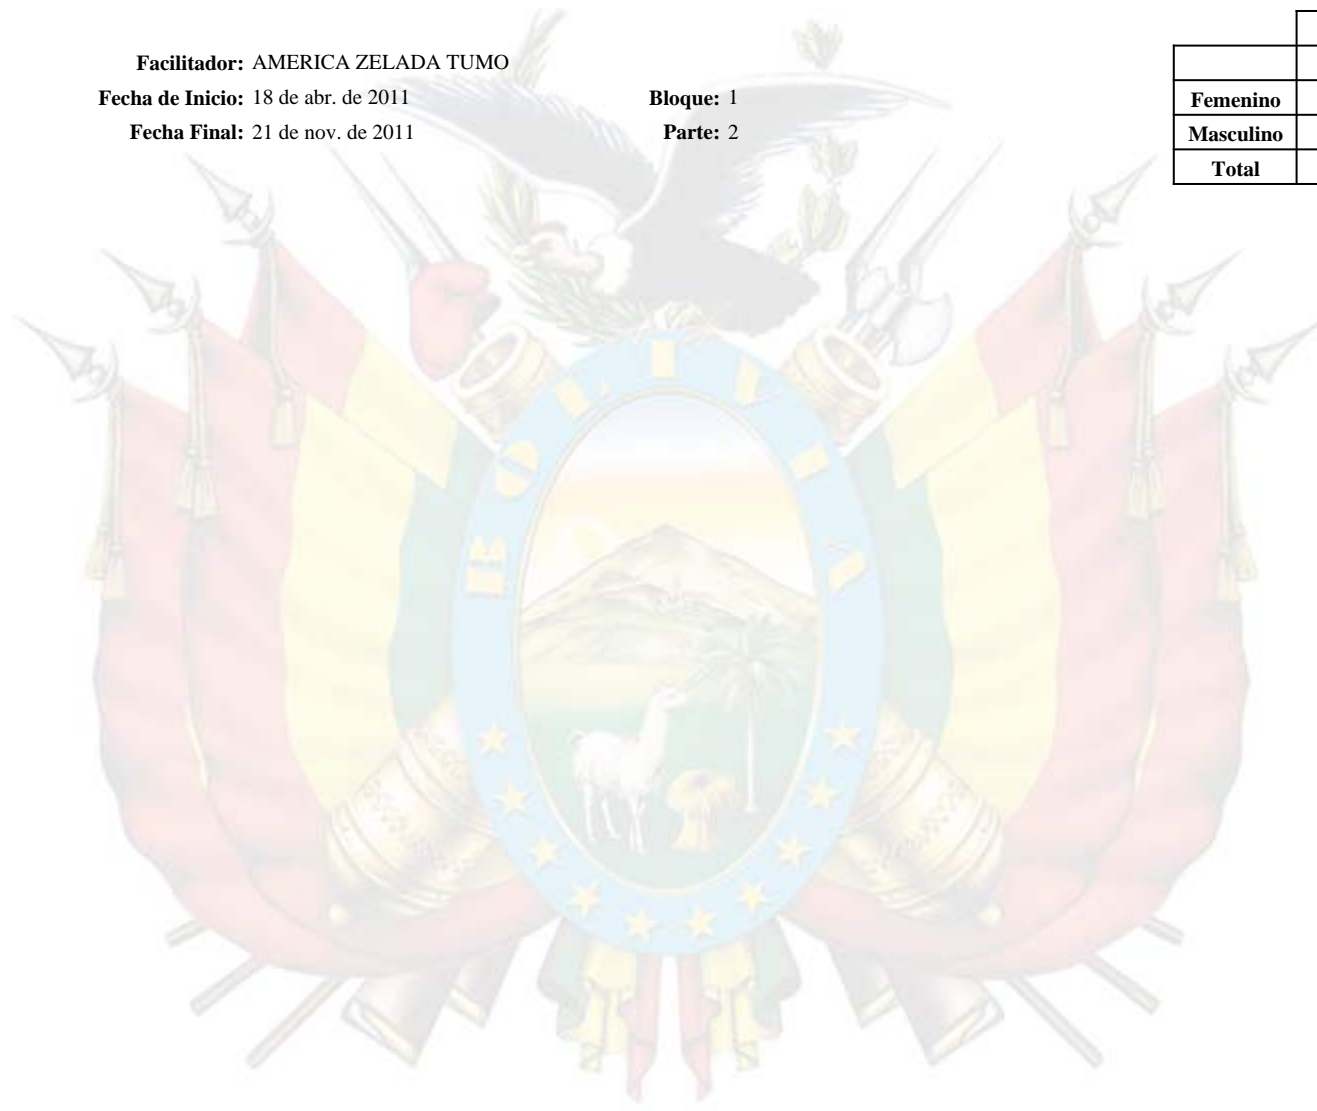 Facilitador: AMERICA ZELADA TUMO
Fecha de Inicio: 18 de abr. de 2011 Bloque: 1
Fecha Final: 21 de nov. de 2011 Parte: 2
Femenino
Masculino
Total
BOLIVIA